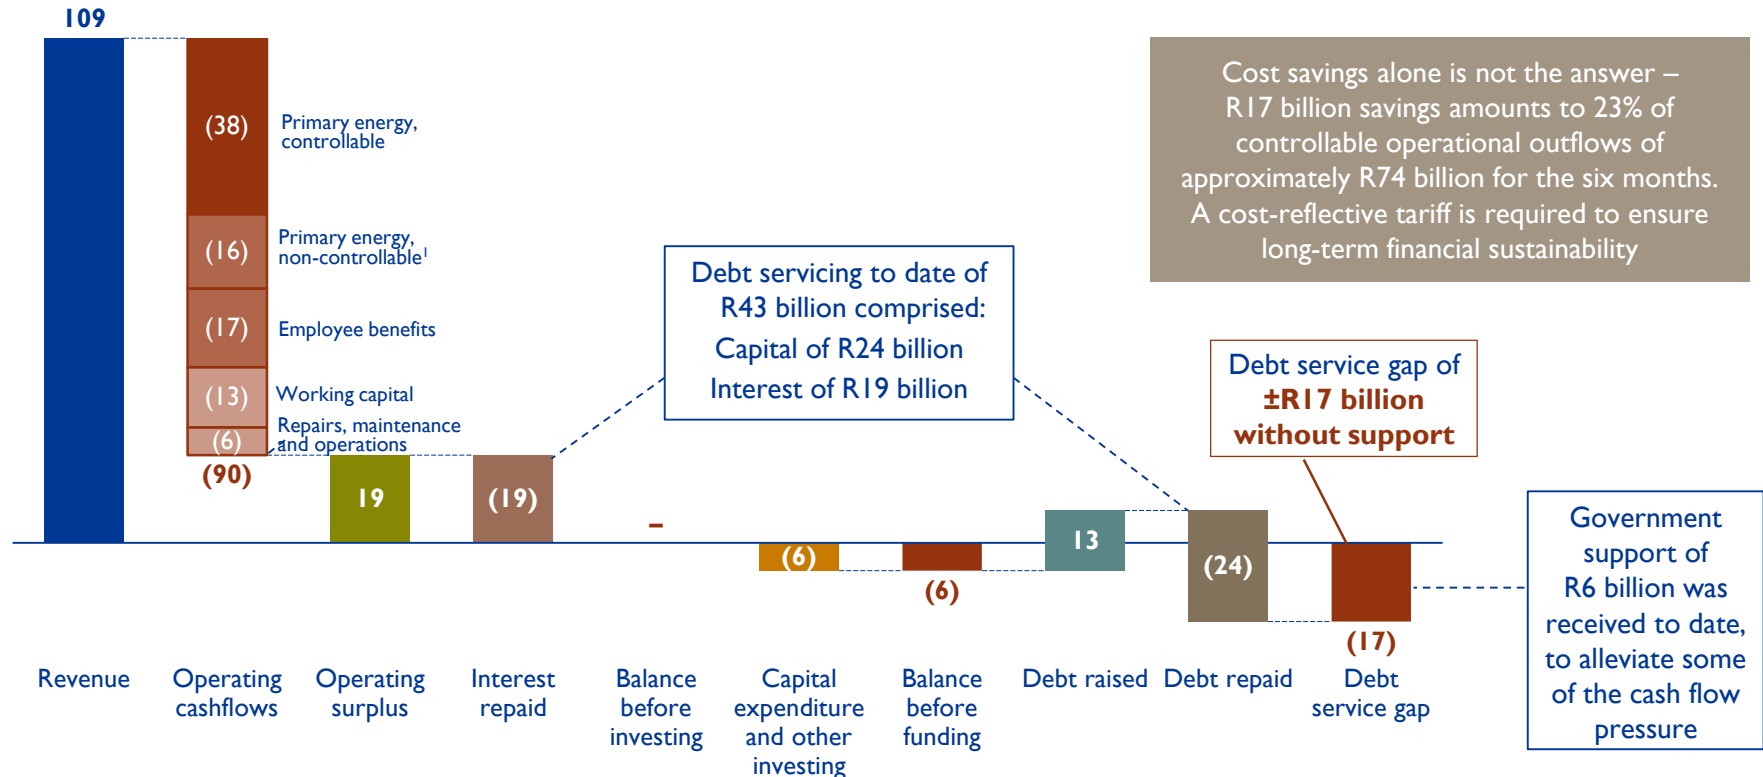 109
(38)
Primary energy,
controllable
(16)
Primary energy,
non-controllable¹
(17)
Employee benefits
(13)
Working capital
(6)
Repairs, maintenance
and operations
(90)
19
(19)
–
(6)
(6)
13
(24)
(17)
Cost savings alone is not the answer –
R17 billion savings amounts to 23% of
controllable operational outflows of
approximately R74 billion for the six months.
A cost-reflective tariff is required to ensure
long-term financial sustainability
Debt servicing to date of
R43 billion comprised:
Capital of R24 billion
Interest of R19 billion
Debt service gap of
±R17 billion
without support
Government
support of
R6 billion was
received to date,
to alleviate some
of the cash flow
pressure
Revenue
Operating
cashflows
Operating
surplus
Interest
repaid
Balance
before
investing
Capital
expenditure
and other
investing
Balance
before
funding
Debt raised
Debt repaid
Debt
service gap